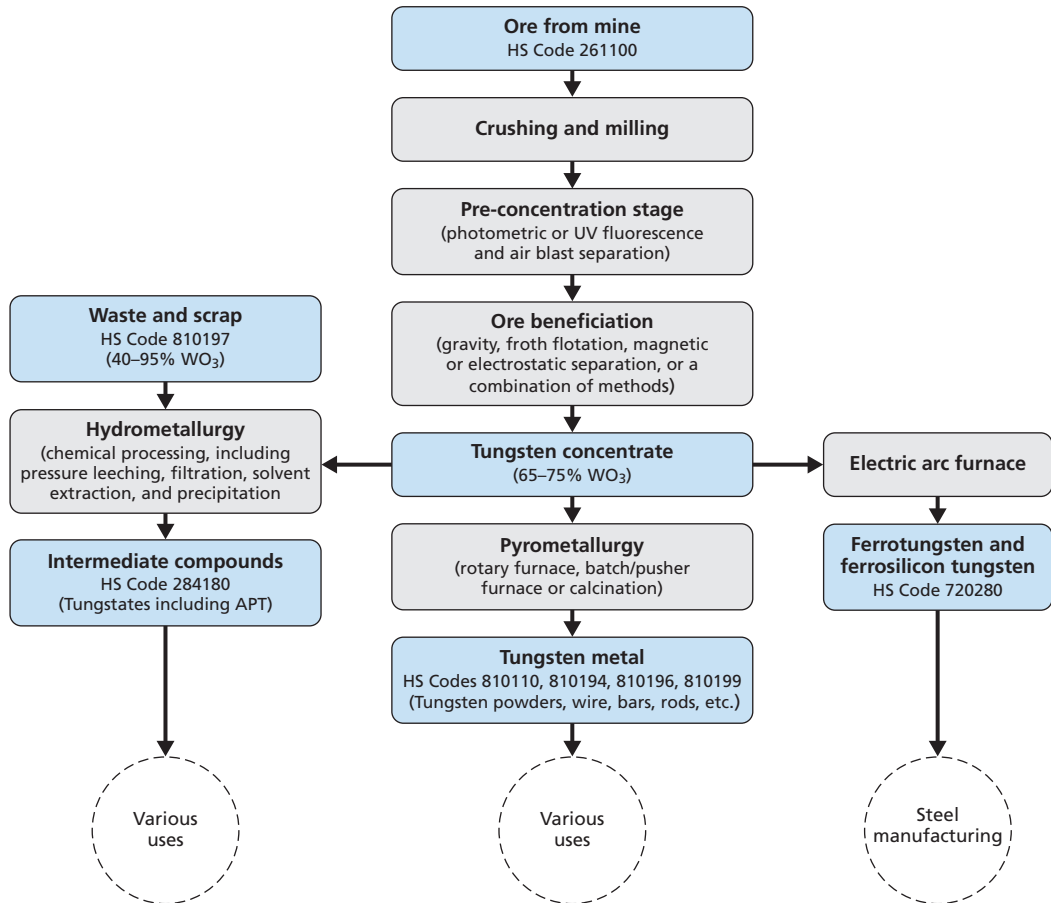 Ore from mine
HS Code 261100
Crushing and milling
Pre-concentration stage
(photometric or UV fluorescence
and air blast separation)
Waste and scrap
HS Code 810197
(40–95% WO₃)
Ore beneficiation
(gravity, froth flotation, magnetic
or electrostatic separation, or a
combination of methods)
Hydrometallurgy
(chemical processing, including
pressure leeching, filtration, solvent
extraction, and precipitation
Tungsten concentrate
(65–75% WO₃)
Electric arc furnace
Intermediate compounds
HS Code 284180
(Tungstates including APT)
Pyrometallurgy
(rotary furnace, batch/pusher
furnace or calcination)
Ferrotungsten and
ferrosilicon tungsten
HS Code 720280
Tungsten metal
HS Codes 810110, 810194, 810196, 810199
(Tungsten powders, wire, bars, rods, etc.)
Various
uses
Various
uses
Steel
manufacturing